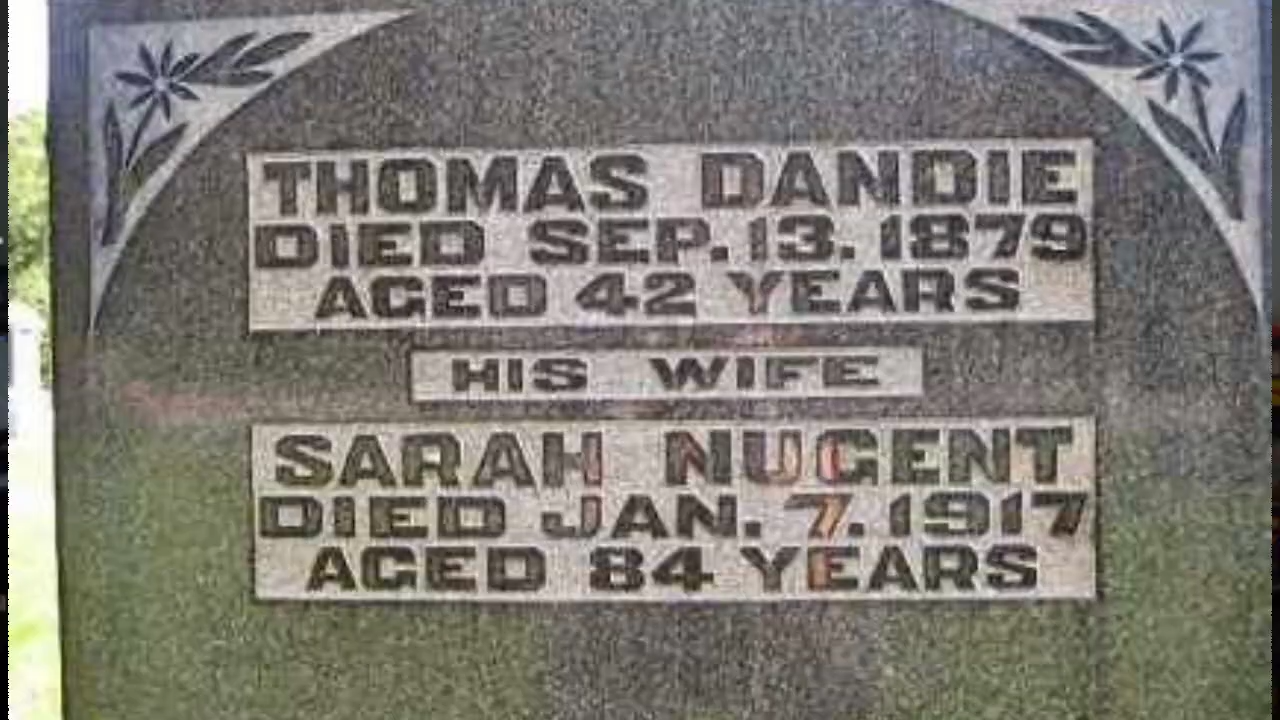 THOMAS DANDIE
DIED SEP. 13. 1879
AGED 42 YEARS
HIS WIFE
SARAH NUGENT
DIED JAN. 7. 1917
AGED 84 YEARS